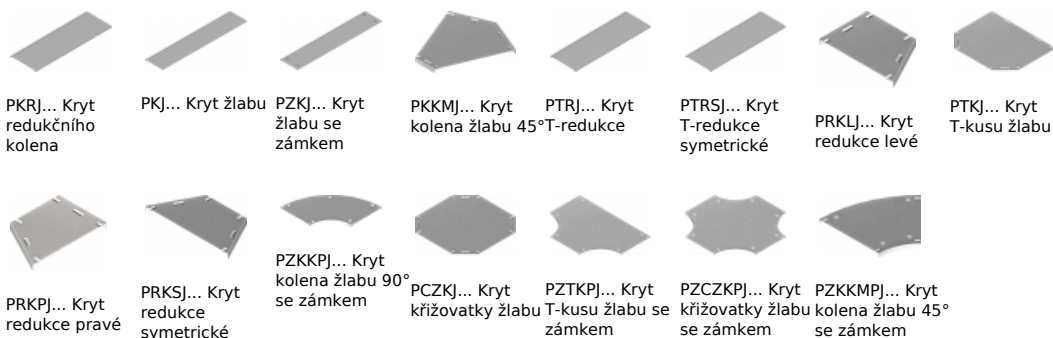 PKRJ... Kryt
redukčního
kolena
PKJ... Kryt žlabu
PZKJ... Kryt
žlabu se
zámkem
PKKMJ... Kryt
kolena žlabu 45°
PTRJ... Kryt
T-redukce
PTRSJ... Kryt
T-redukce
symetrické
PRKLJ... Kryt
redukce levé
PTKJ... Kryt
T-kusu žlabu
PRKPJ... Kryt
redukce pravé
PRKSJ... Kryt
redukce
symetrické
PZKKPJ... Kryt
kolena žlabu 90°
se zámkem
PCZKJ... Kryt
křižovatky žlabu
PZTKPJ... Kryt
T-kusu žlabu se
zámkem
PZCZKPJ... Kryt
křižovatky žlabu
se zámkem
PZKKMPJ... Kryt
kolena žlabu 45°
se zámkem